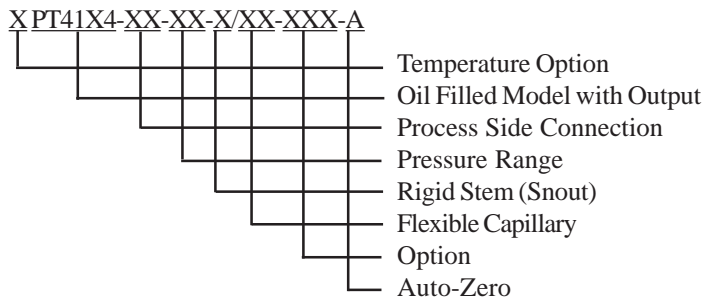 X PT41X4-XX-XX-X/XX-XXX-A
Temperature Option
Oil Filled Model with Output
Process Side Connection
Pressure Range
Rigid Stem (Snout)
Flexible Capillary
Option
Auto-Zero